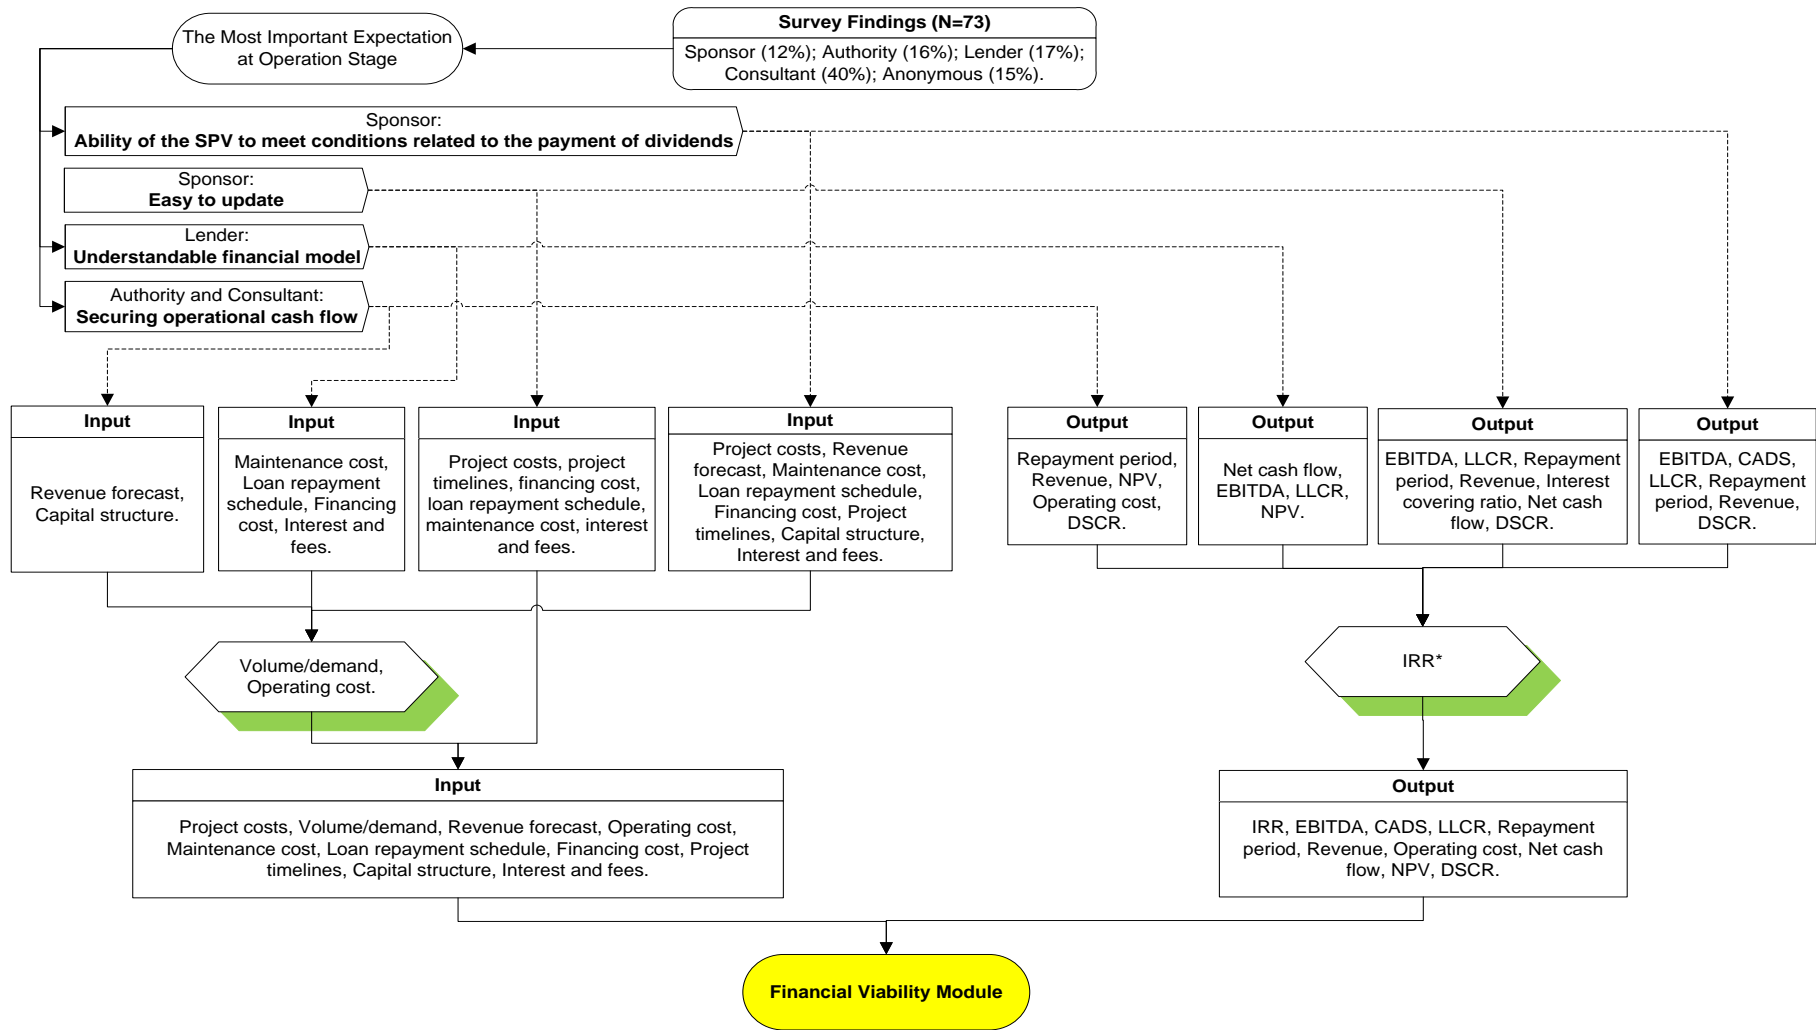 Survey Findings (N=73)
Sponsor (12%); Authority (16%); Lender (17%);
Consultant (40%); Anonymous (15%).
The Most Important Expectation
at Operation Stage
Sponsor:
Ability of the SPV to meet conditions related to the payment of dividends
Sponsor:
Easy to update
Lender:
Understandable financial model
Authority and Consultant:
Securing operational cash flow
Input
Revenue forecast,
Capital structure.
Input
Maintenance cost,
Loan repayment
schedule, Financing
cost, Interest and
fees.
Input
Project costs, project
timelines, financing cost,
loan repayment schedule,
maintenance cost, interest
and fees.
Input
Project costs, Revenue
forecast, Maintenance cost,
Loan repayment schedule,
Financing cost, Project
timelines, Capital structure,
Interest and fees.
Output
Repayment period,
Revenue, NPV,
Operating cost,
DSCR.
Output
Net cash flow,
EBITDA, LLCR,
NPV.
Output
EBITDA, LLCR, Repayment
period, Revenue, Interest
covering ratio, Net cash
flow, DSCR.
Output
EBITDA, CADS,
LLCR, Repayment
period, Revenue,
DSCR.
Volume/demand,
Operating cost.
IRR*
Input
Project costs, Volume/demand, Revenue forecast, Operating cost,
Maintenance cost, Loan repayment schedule, Financing cost, Project
timelines, Capital structure, Interest and fees.
Output
IRR, EBITDA, CADS, LLCR, Repayment
period, Revenue, Operating cost, Net cash
flow, NPV, DSCR.
Financial Viability Module